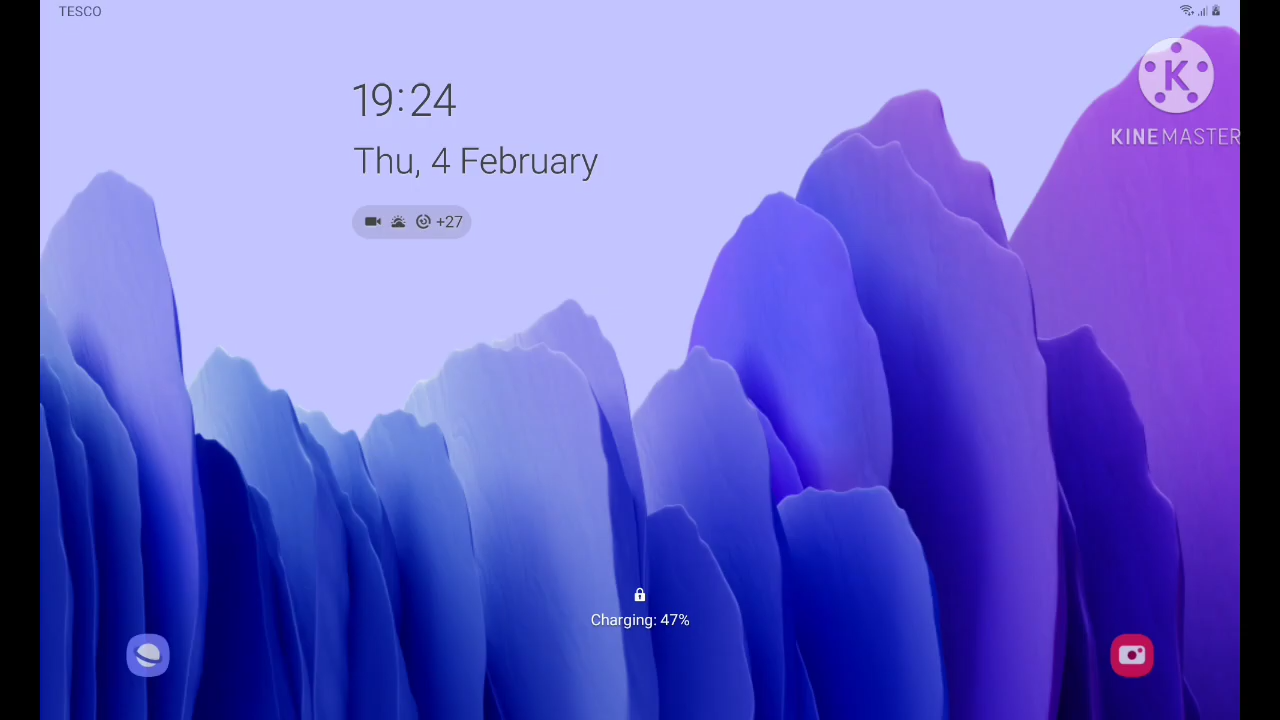 TESCO
19:24
Thu, 4 February
+27
K
KINEMASTER
Charging: 47%